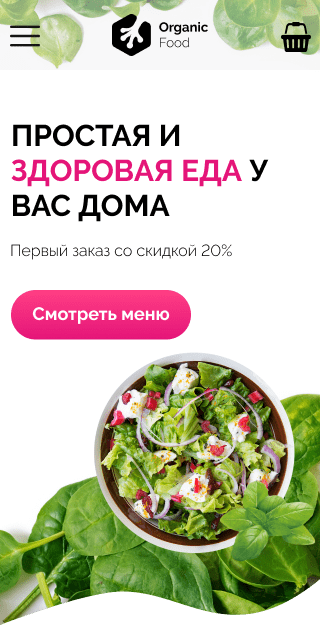 Organic
Food
ПРОСТАЯ И
ЗДОРОВАЯ ЕДА У
ВАС ДОМА
Первый заказ со скидкой 20%
Смотреть меню